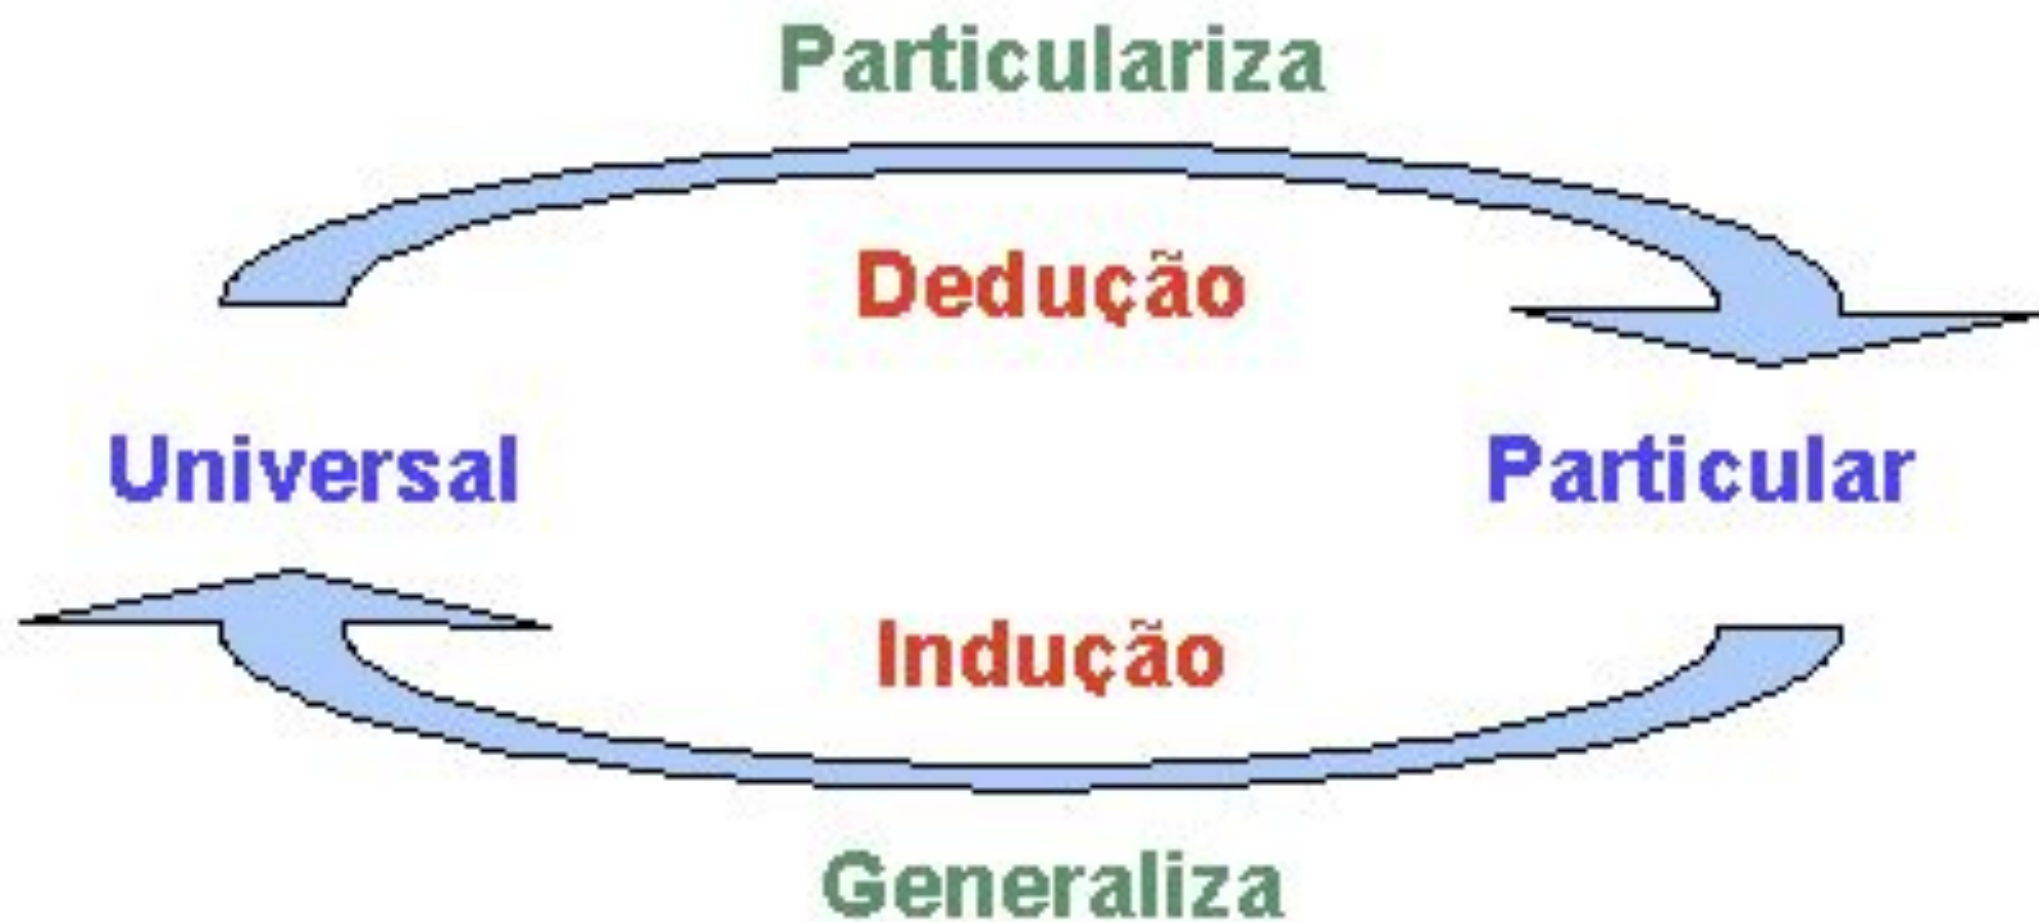 Particulariza
Dedução
Universal Particular
Indução
Generaliza